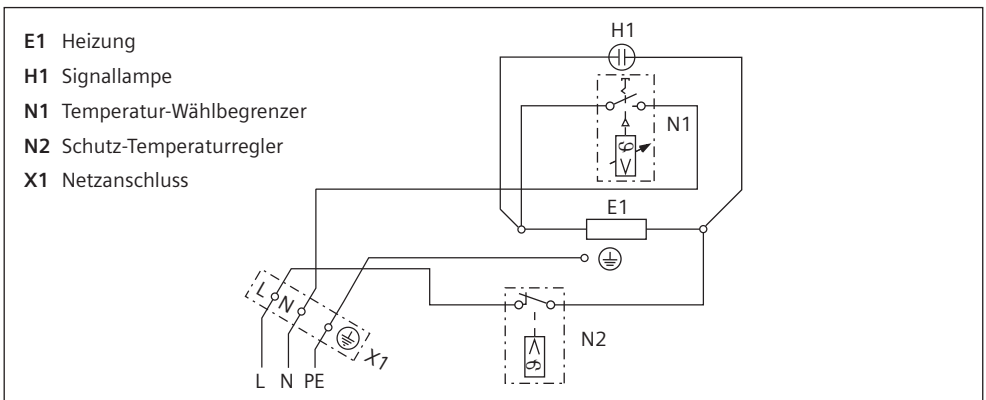 E1 Heizung
H1 Signallampe
N1 Temperatur-Wählbegrenzer
N2 Schutz-Temperaturregler
X1 Netzanschluss
H1
N1
ϑ
E1
L
N
X1
N2
ϑ
L N PE